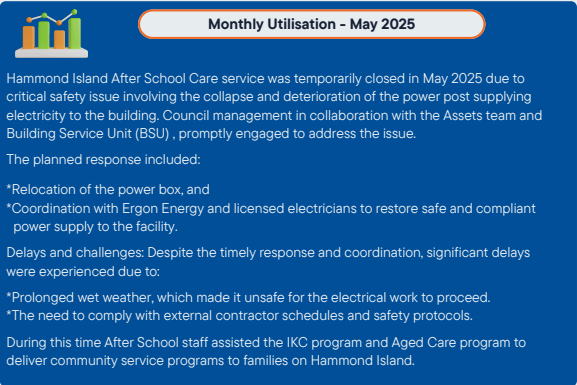 Monthly Utilisation - May 2025
Hammond Island After School Care service was temporarily closed in May 2025 due to
critical safety issue involving the collapse and deterioration of the power post supplying
electricity to the building. Council management in collaboration with the Assets team and
Building Service Unit (BSU) , promptly engaged to address the issue.
The planned response included:
*Relocation of the power box, and
*Coordination with Ergon Energy and licensed electricians to restore safe and compliant
power supply to the facility.
Delays and challenges: Despite the timely response and coordination, significant delays
were experienced due to:
*Prolonged wet weather, which made it unsafe for the electrical work to proceed.
*The need to comply with external contractor schedules and safety protocols.
During this time After School staff assisted the IKC program and Aged Care program to
deliver community service programs to families on Hammond Island.